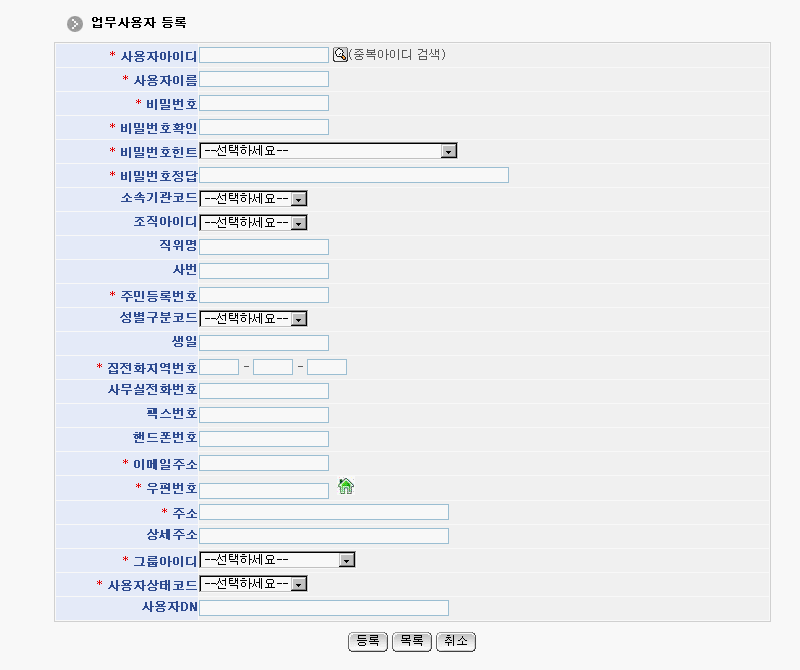 업무사용자 등록
* 사용자아이디 (중복아이디 검색)
* 사용자이름
* 비밀번호
* 비밀번호확인
* 비밀번호힌트 --선택하세요--
* 비밀번호정답
소속기관코드 --선택하세요--
조직아이디 --선택하세요--
직위명
사번
* 주민등록번호
성별구분코드 --선택하세요--
생일
* 집전화지역번호 - -
사무실전화번호
팩스번호
핸드폰번호
* 이메일주소
* 우편번호
* 주소
상세주소
* 그룹아이디 --선택하세요--
* 사용자상태코드 --선택하세요--
사용자DN
등록 목록 취소